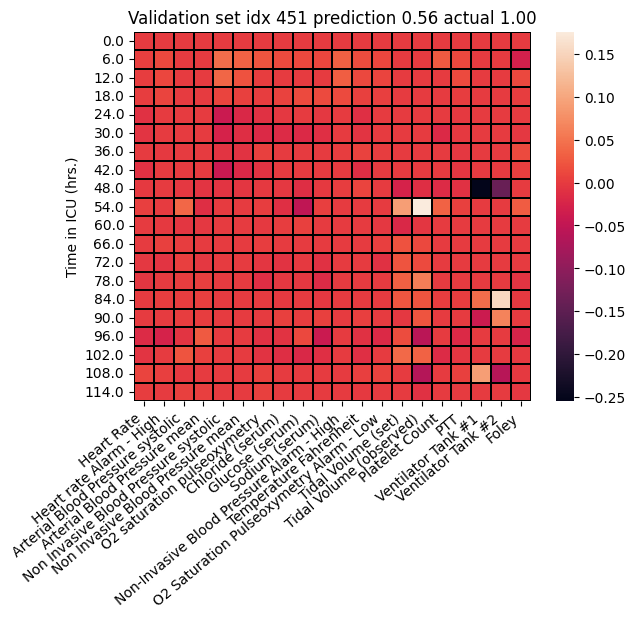 Validation set idx 451 prediction 0.56 actual 1.00
Time in ICU (hrs.)
0.0
6.0
12.0
18.0
24.0
30.0
36.0
42.0
48.0
54.0
60.0
66.0
72.0
78.0
84.0
90.0
96.0
102.0
108.0
114.0
Heart Rate
Heart rate Alarm - High
Arterial Blood Pressure systolic
Arterial Blood Pressure mean
Non Invasive Blood Pressure systolic
Non Invasive Blood Pressure mean
O2 saturation pulseoxymetry
Chloride (serum)
Glucose (serum)
Sodium (serum)
Non-Invasive Blood Pressure Alarm - High
Temperature Fahrenheit
O2 Saturation Pulseoxymetry Alarm - Low
Tidal Volume (set)
Tidal Volume (observed)
Platelet Count
PTT
Ventilator Tank #1
Ventilator Tank #2
Foley
0.15
0.10
0.05
0.00
−0.05
−0.10
−0.15
−0.20
−0.25